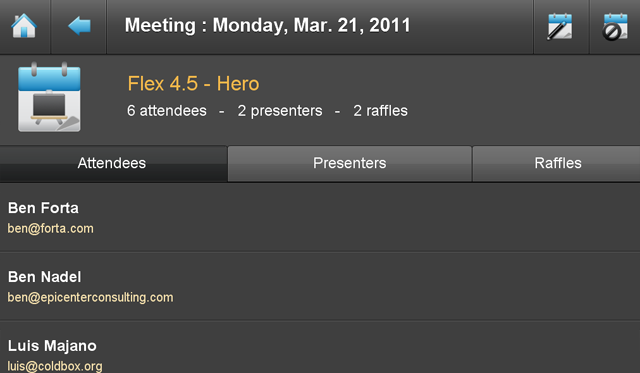 Meeting : Monday, Mar. 21, 2011
Flex 4.5 - Hero
6 attendees - 2 presenters - 2 raffles
Attendees Presenters Raffles
Ben Forta
ben@forta.com
Ben Nadel
ben@epicenterconsulting.com
Luis Majano
luis@coldbox.org